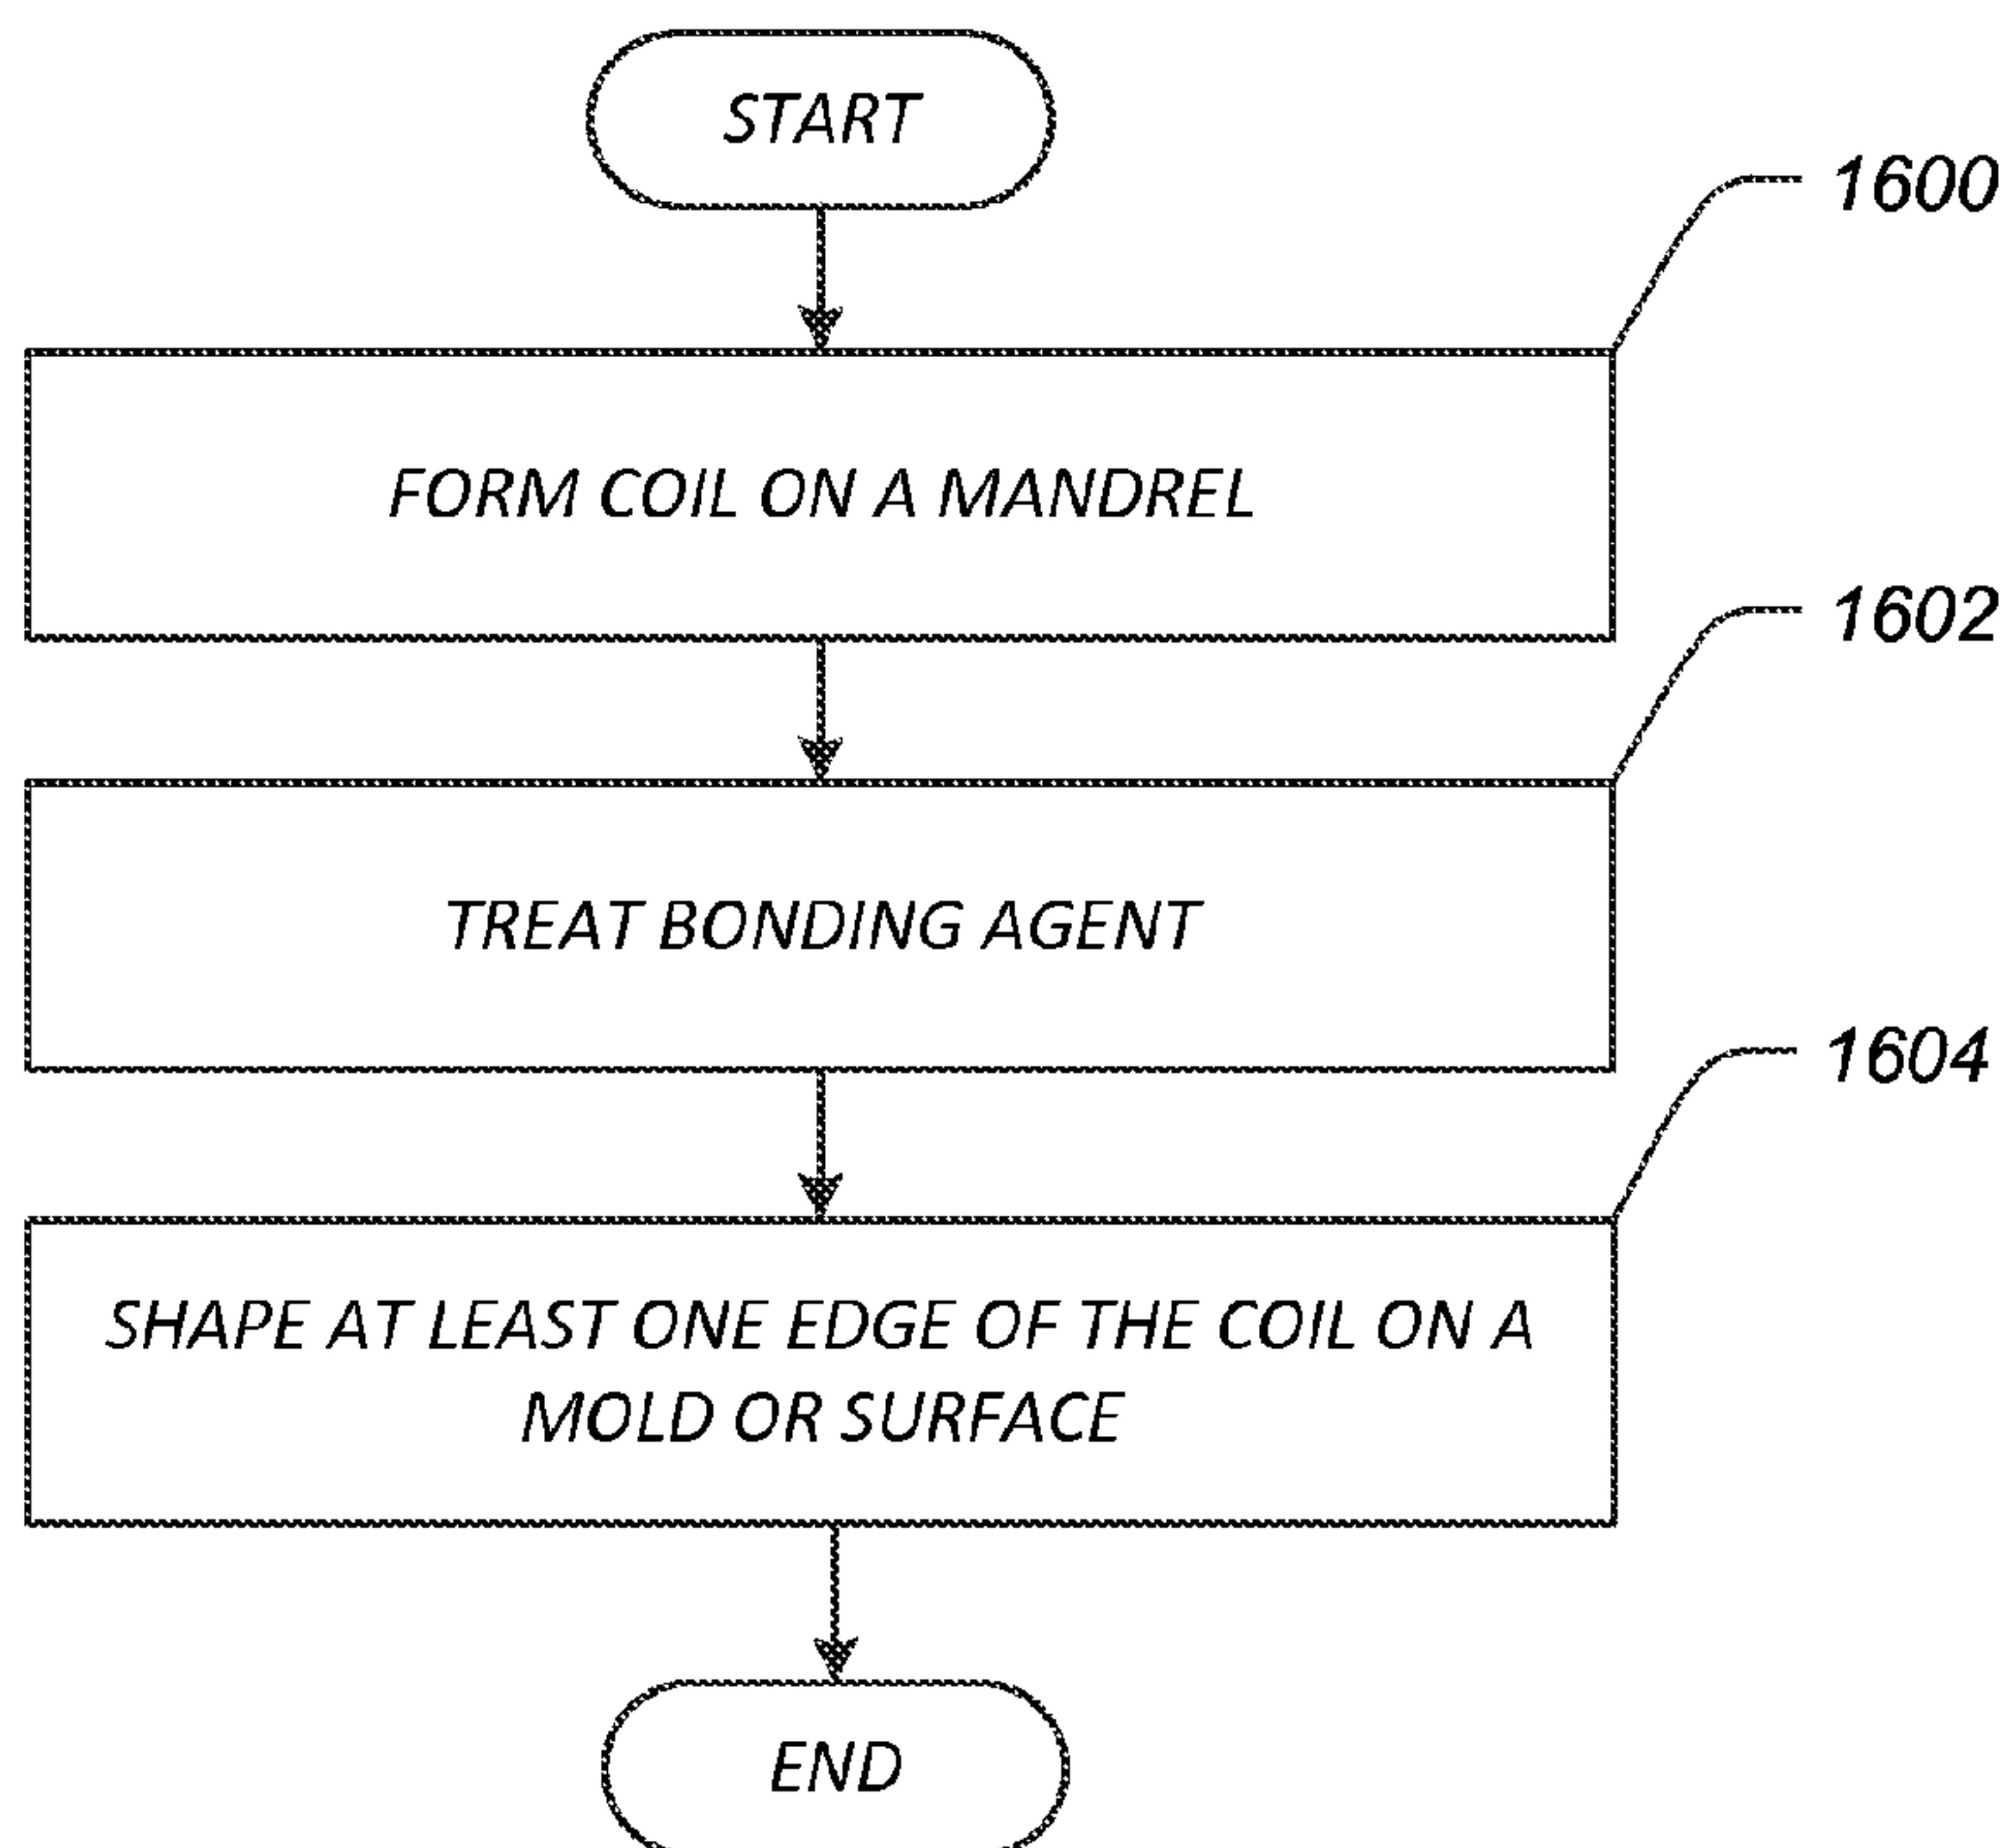 START
1600
FORM COIL ON A MANDREL
1602
TREAT BONDING AGENT
1604
SHAPE AT LEAST ONE EDGE OF THE COIL ON A
MOLD OR SURFACE
END